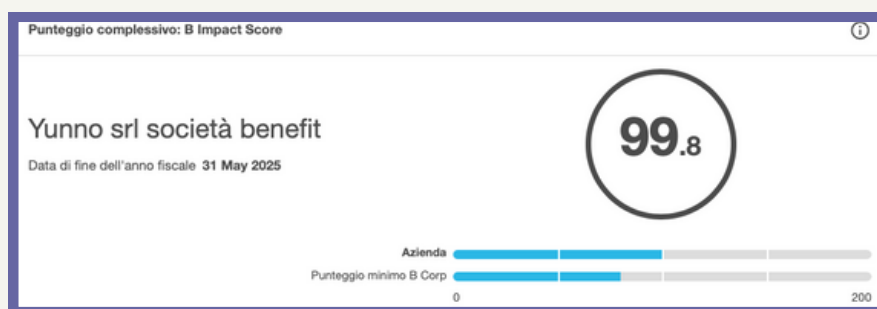 Punteggio complessivo: B Impact Score
Yunno srl società benefit
Data di fine dell'anno fiscale 31 May 2025
99.8
Azienda
Punteggio minimo B Corp
0 200